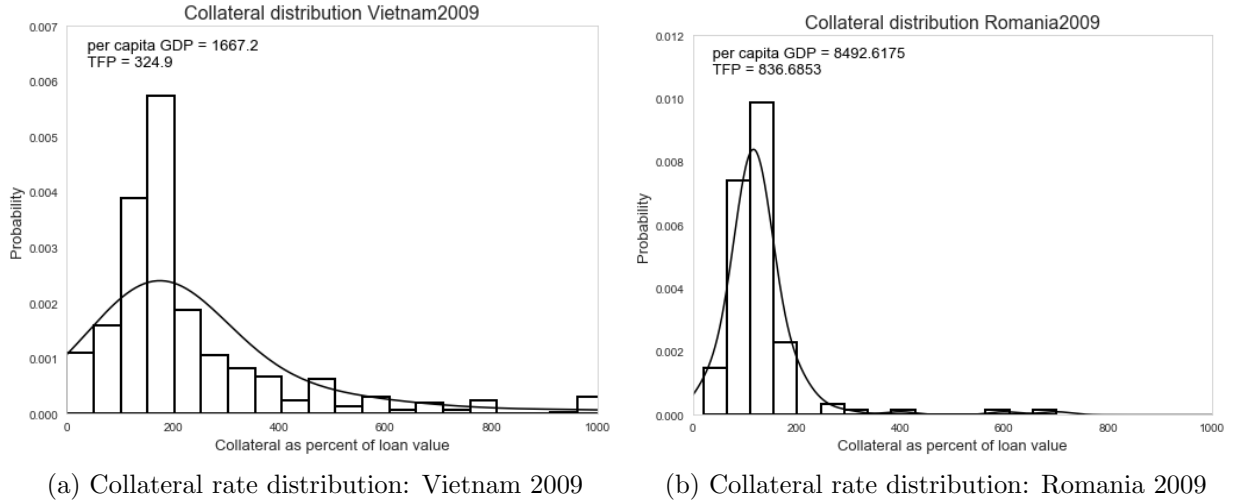 Collateral distribution Vietnam2009
per capita GDP = 1667.2
TFP = 324.9
Probability
0.007
0.006
0.005
0.004
0.003
0.002
0.001
0.000
0 200 400 600 800 1000
Collateral as percent of loan value
(a) Collateral rate distribution: Vietnam 2009
Collateral distribution Romania2009
per capita GDP = 8492.6175
TFP = 836.6853
Probability
0.012
0.010
0.008
0.006
0.004
0.002
0.000
0 200 400 600 800 1000
Collateral as percent of loan value
(b) Collateral rate distribution: Romania 2009